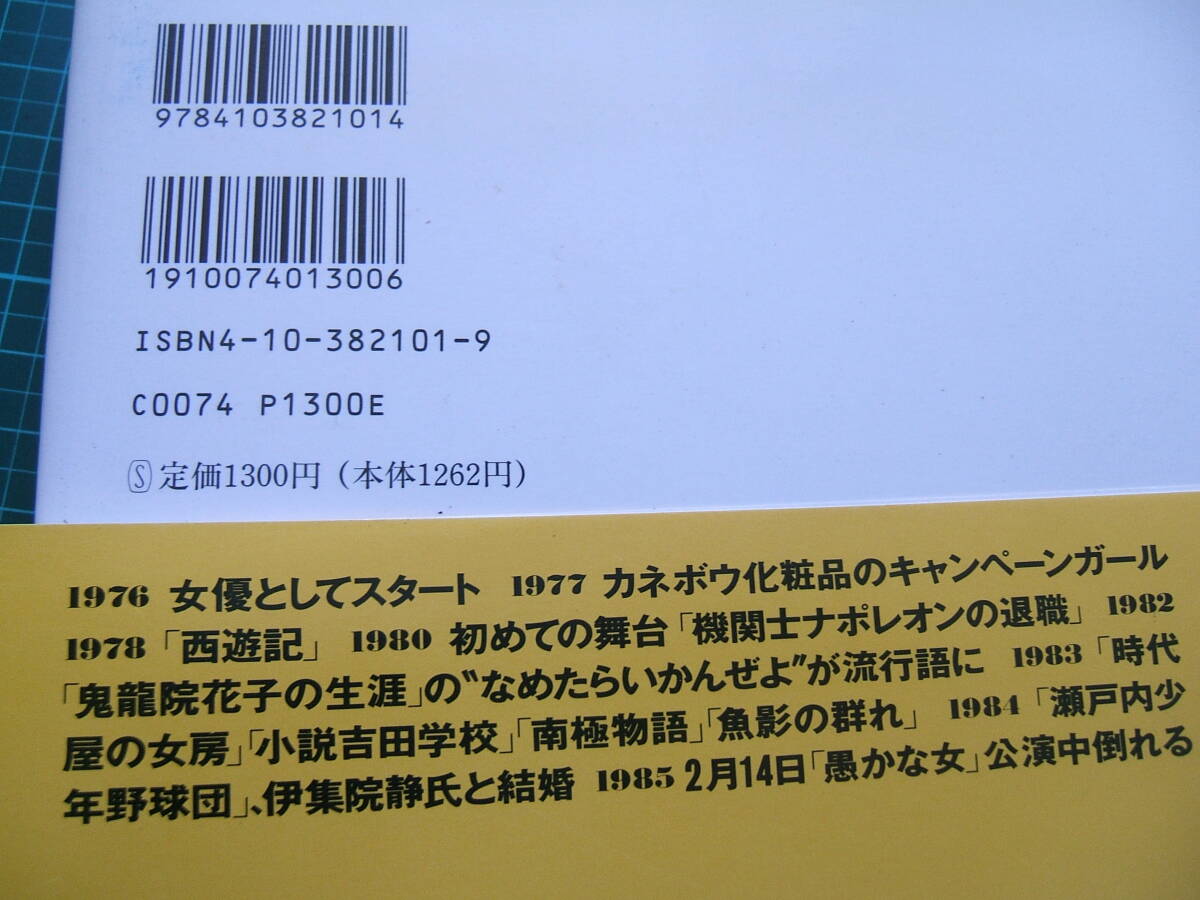 9784103821014
1910074013006
ISBN4-10-382101-9
C0074 P1300E
Ⓢ定価1300円(本体1262円)
1976 女優としてスタート 1977 カネボウ化粧品のキャンペーンガール
1978「西遊記」 1980 初めての舞台「機関士ナポレオンの退職」 1982
「鬼龍院花子の生涯」の“なめたらいかんぜよ”が流行語に 1983「時代
屋の女房」「小説吉田学校」「南極物語」「魚影の群れ」 1984「瀬戸内少
年野球団」、伊集院静氏と結婚 1985 2月14日「愚かな女」公演中倒れる